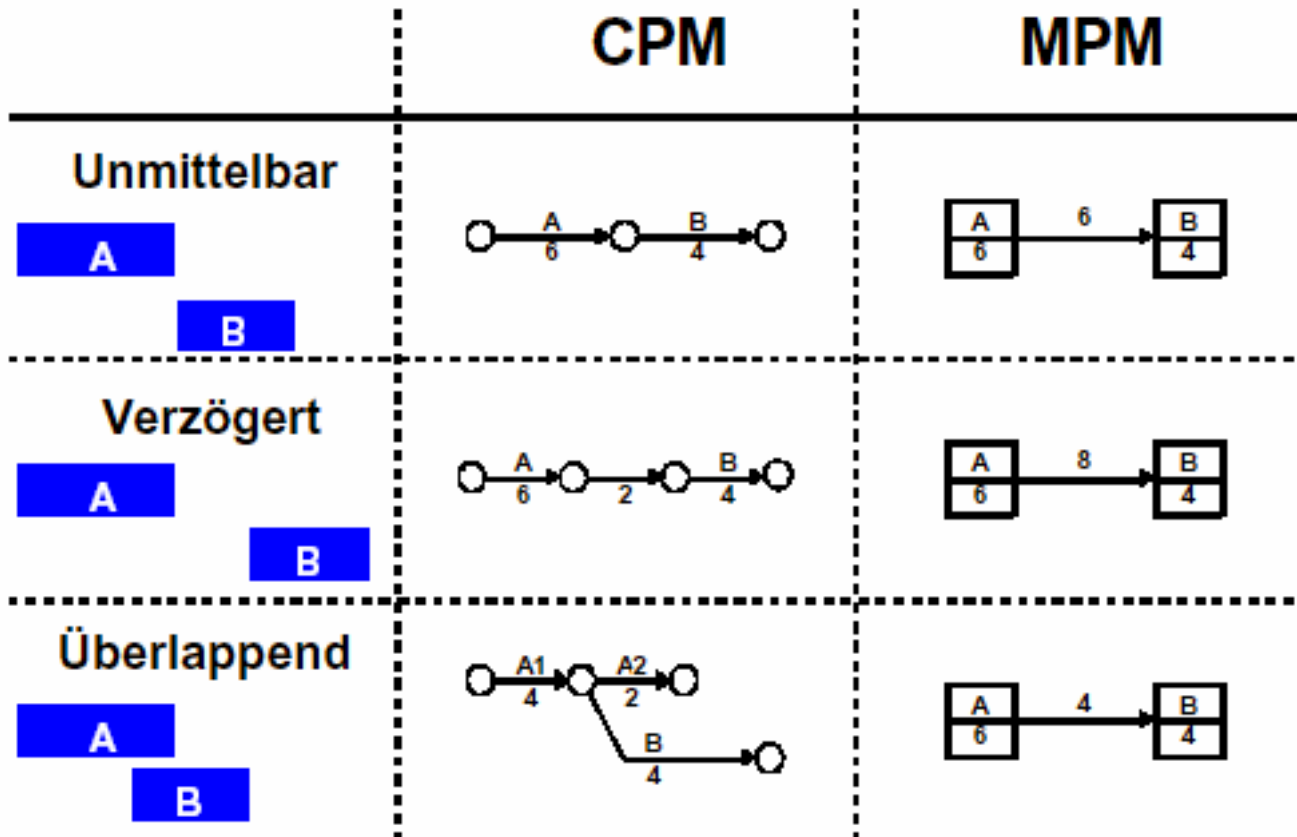 CPM MPM
Unmittelbar
A
B
A B
6 4
A 6 B
6 4
Verzögert
A
B
A B
6 2 4
A 8 B
6 4
Überlappend
A
B
A1 A2
4 2
B
4
A 4 B
6 4